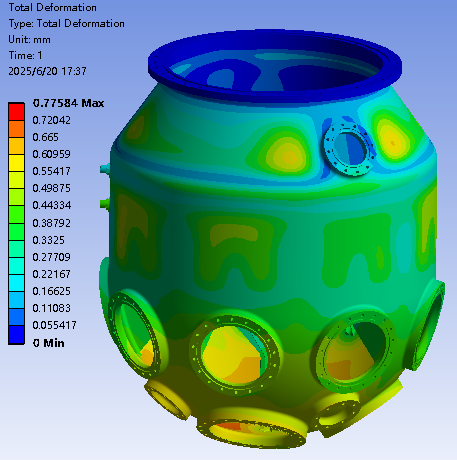 Total Deformation
Type: Total Deformation
Unit: mm
Time: 1
2025/6/20 17:37
0.77584 Max
0.72042
0.665
0.60959
0.55417
0.49875
0.44334
0.38792
0.3325
0.27709
0.22167
0.16625
0.11083
0.055417
0 Min